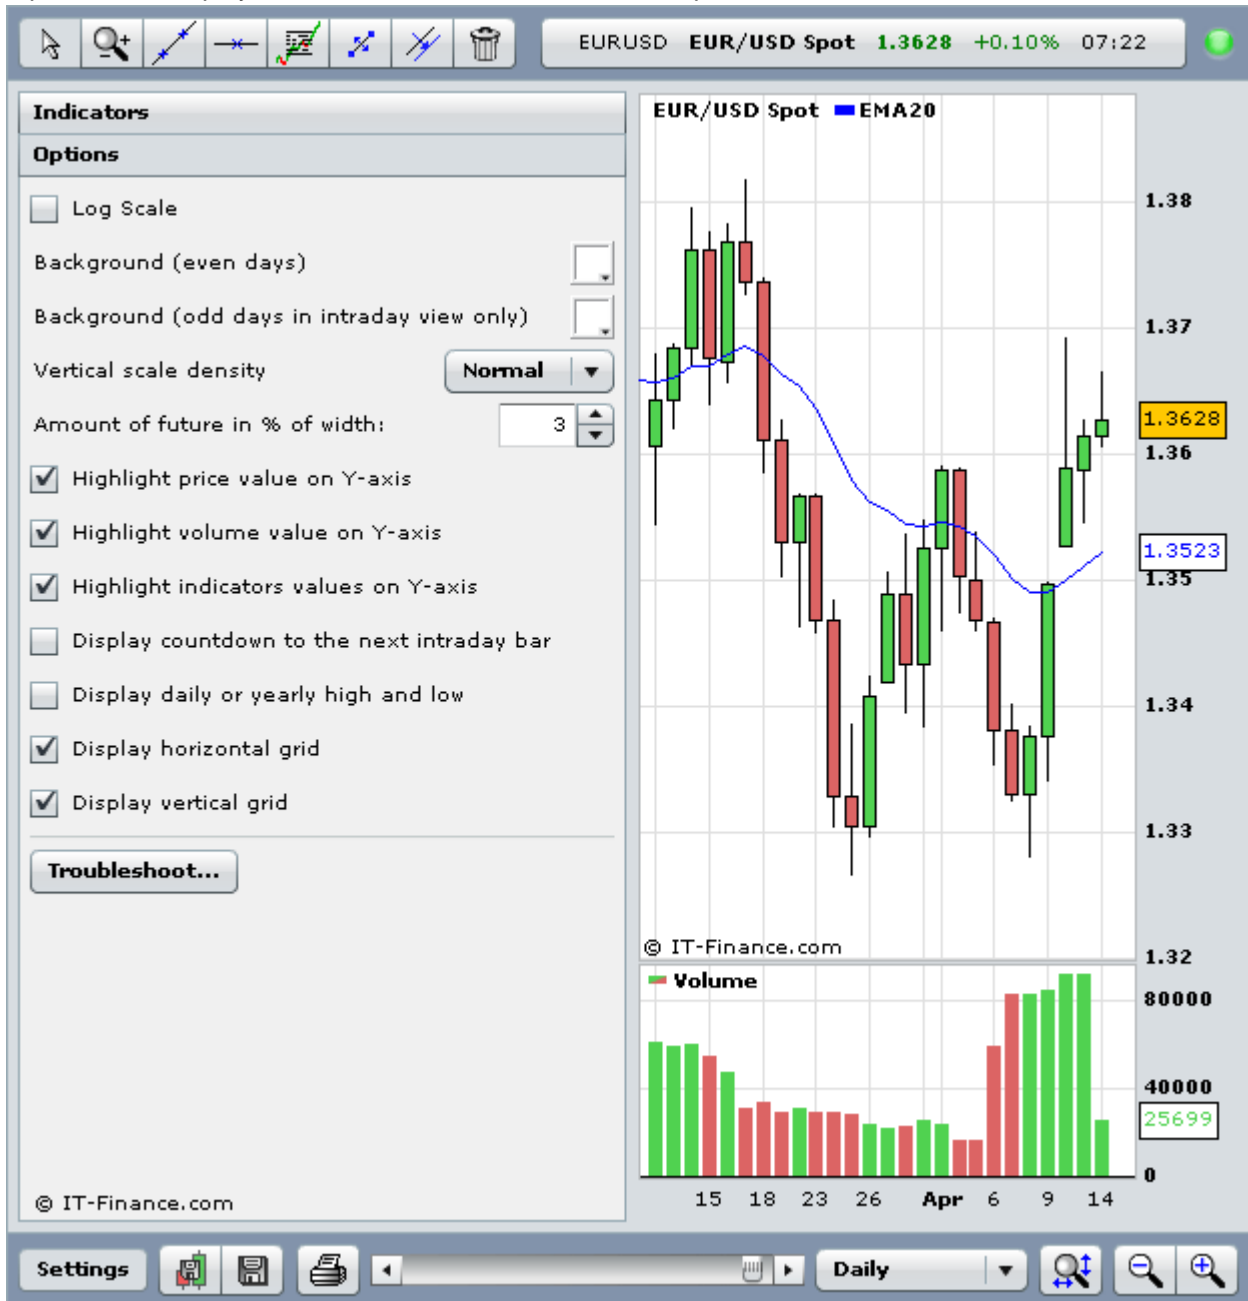 EURUSD EUR/USD Spot 1.3628 +0.10% 07:22
Indicators
Options
Log Scale
Background (even days)
Background (odd days in intraday view only)
Vertical scale density Normal
Amount of future in % of width: 3
Highlight price value on Y-axis
Highlight volume value on Y-axis
Highlight indicators values on Y-axis
Display countdown to the next intraday bar
Display daily or yearly high and low
Display horizontal grid
Display vertical grid
Troubleshoot...
© IT-Finance.com
EUR/USD Spot EMA20
1.38
1.37
1.3628
1.36
1.3523
1.35
1.34
1.33
1.32
© IT-Finance.com
Volume
80000
40000
25699
0
15 18 23 26 Apr 6 9 14
Settings Daily